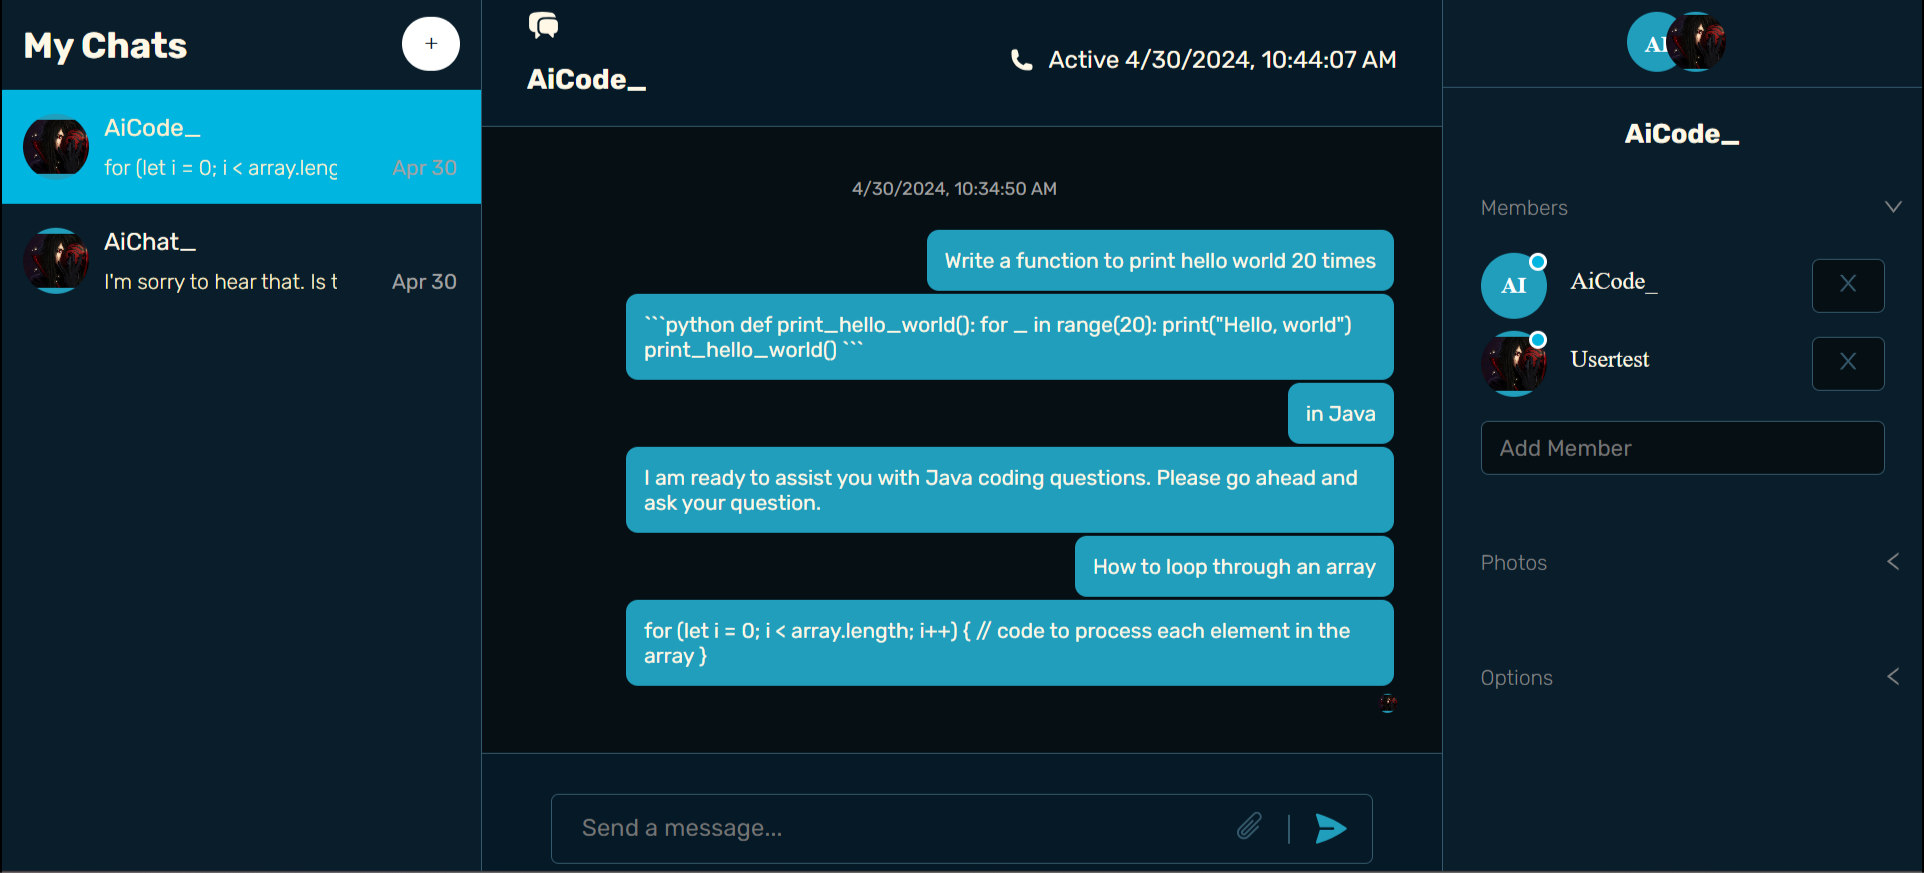 My Chats
+
AiCode_
for (let i = 0; i < array.leng
Apr 30
AiChat_
I'm sorry to hear that. Is t
Apr 30
AiCode_
Active 4/30/2024, 10:44:07 AM
4/30/2024, 10:34:50 AM
Write a function to print hello world 20 times
```python def print_hello_world(): for _ in range(20): print("Hello, world")
print_hello_world() ```
in Java
I am ready to assist you with Java coding questions. Please go ahead and
ask your question.
How to loop through an array
for (let i = 0; i < array.length; i++) { // code to process each element in the
array }
Send a message...
AI
AiCode_
Members
AI
AiCode_
X
Usertest
X
Add Member
Photos
Options